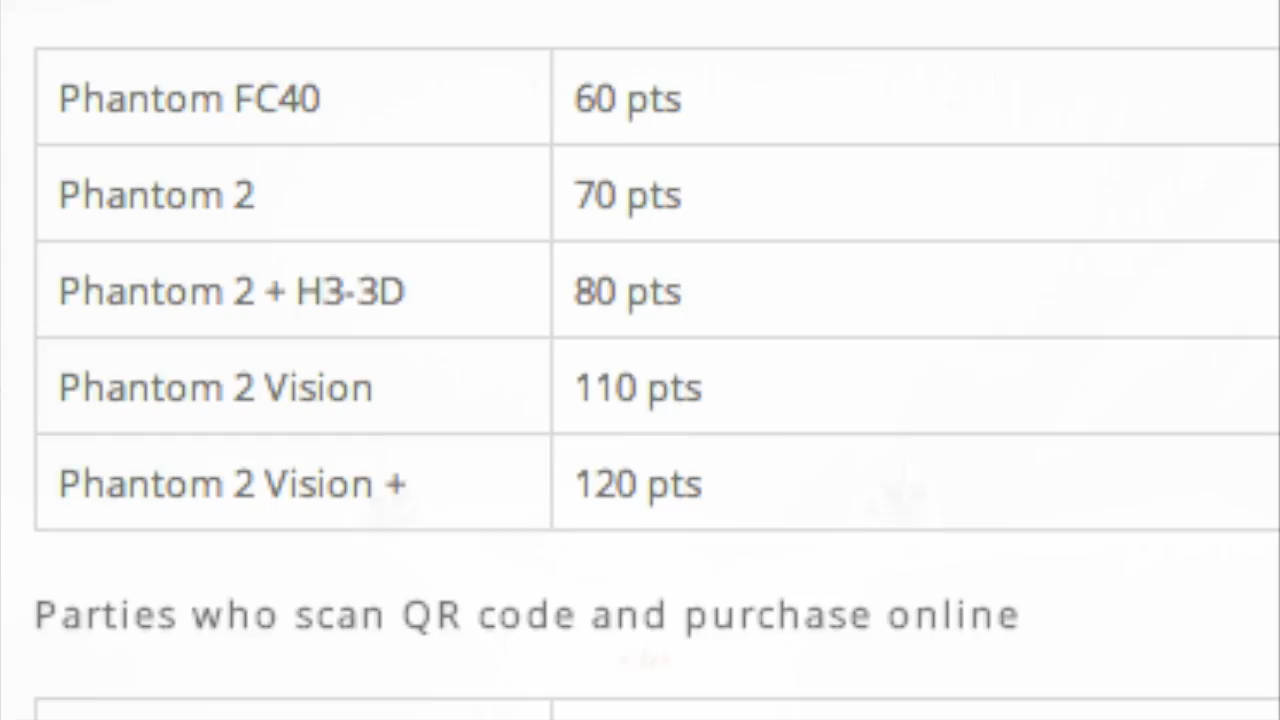 Phantom FC40 60 pts
Phantom 2 70 pts
Phantom 2 + H3-3D 80 pts
Phantom 2 Vision 110 pts
Phantom 2 Vision + 120 pts
Parties who scan QR code and purchase online